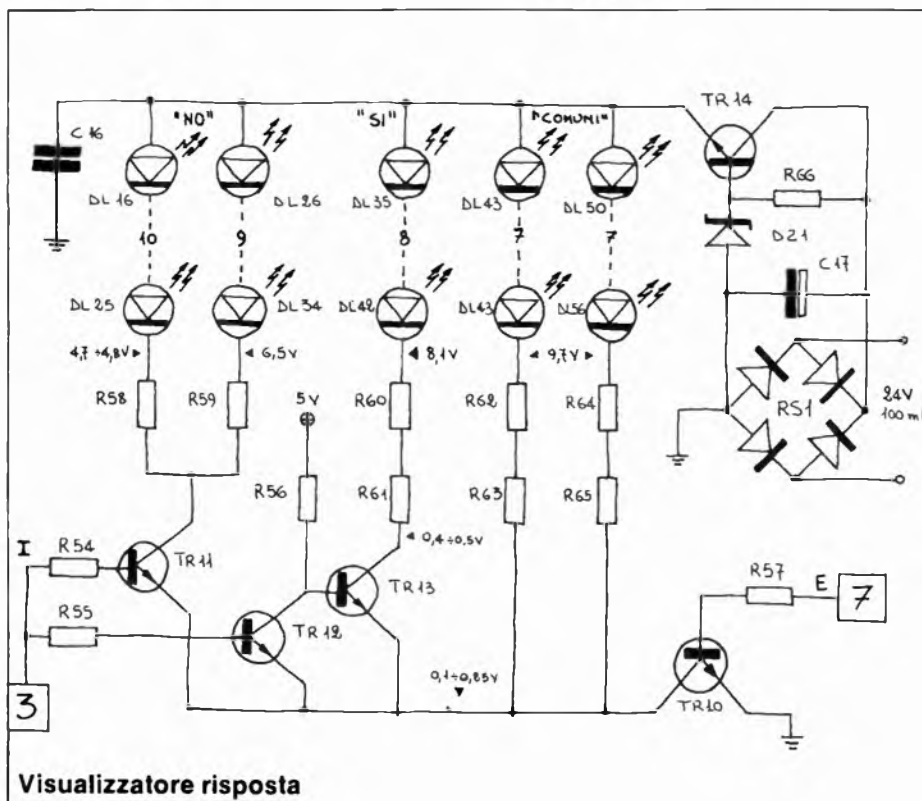 "NO" "SI" "COMUNI" TR14
C16
R66
DL16 DL26 DL35 DL43 DL50
D21
10 9 8 7 7
C17
DL25 DL34 DL42 DL43 DL56
4,7÷4,8V 6,5V 8,1V 9,7V
R58 R59 R60 R62 R64
5V
RS1
24V
100m
R56 R61 R63 R65
0,4÷0,5V
I R54 TR11 TR13
R57 E 7
R55
TR12
0,1÷0,85V
3
TR10
Visualizzatore risposta